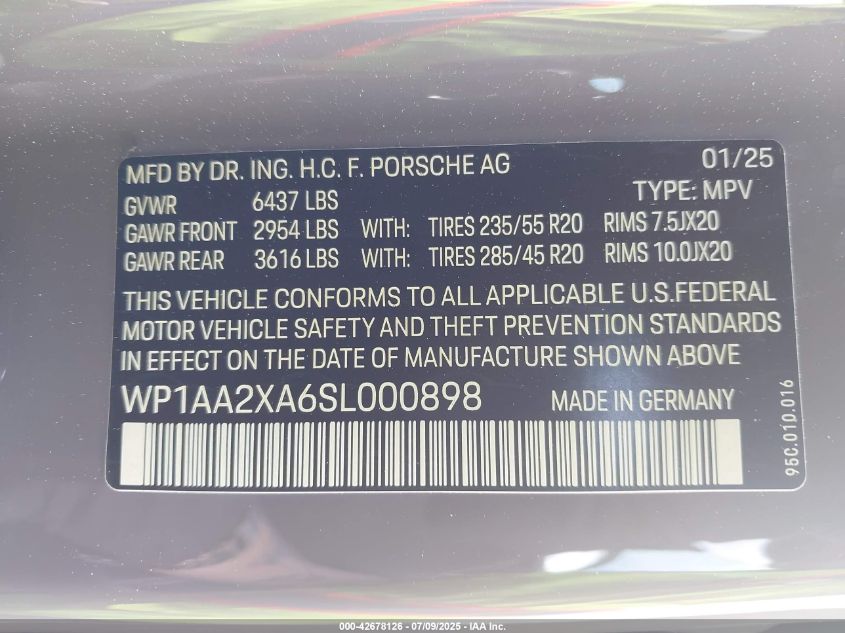 MFD BY DR. ING. H.C. F. PORSCHE AG 01/25
GVWR 6437 LBS TYPE: MPV
GAWR FRONT 2954 LBS WITH: TIRES 235/55 R20 RIMS 7.5JX20
GAWR REAR 3616 LBS WITH: TIRES 285/45 R20 RIMS 10.0JX20
THIS VEHICLE CONFORMS TO ALL APPLICABLE U.S.FEDERAL
MOTOR VEHICLE SAFETY AND THEFT PREVENTION STANDARDS
IN EFFECT ON THE DATE OF MANUFACTURE SHOWN ABOVE
WP1AA2XA6SL000898 MADE IN GERMANY
95C.010.016
000-42678126 - 07/09/2025 - IAA Inc.